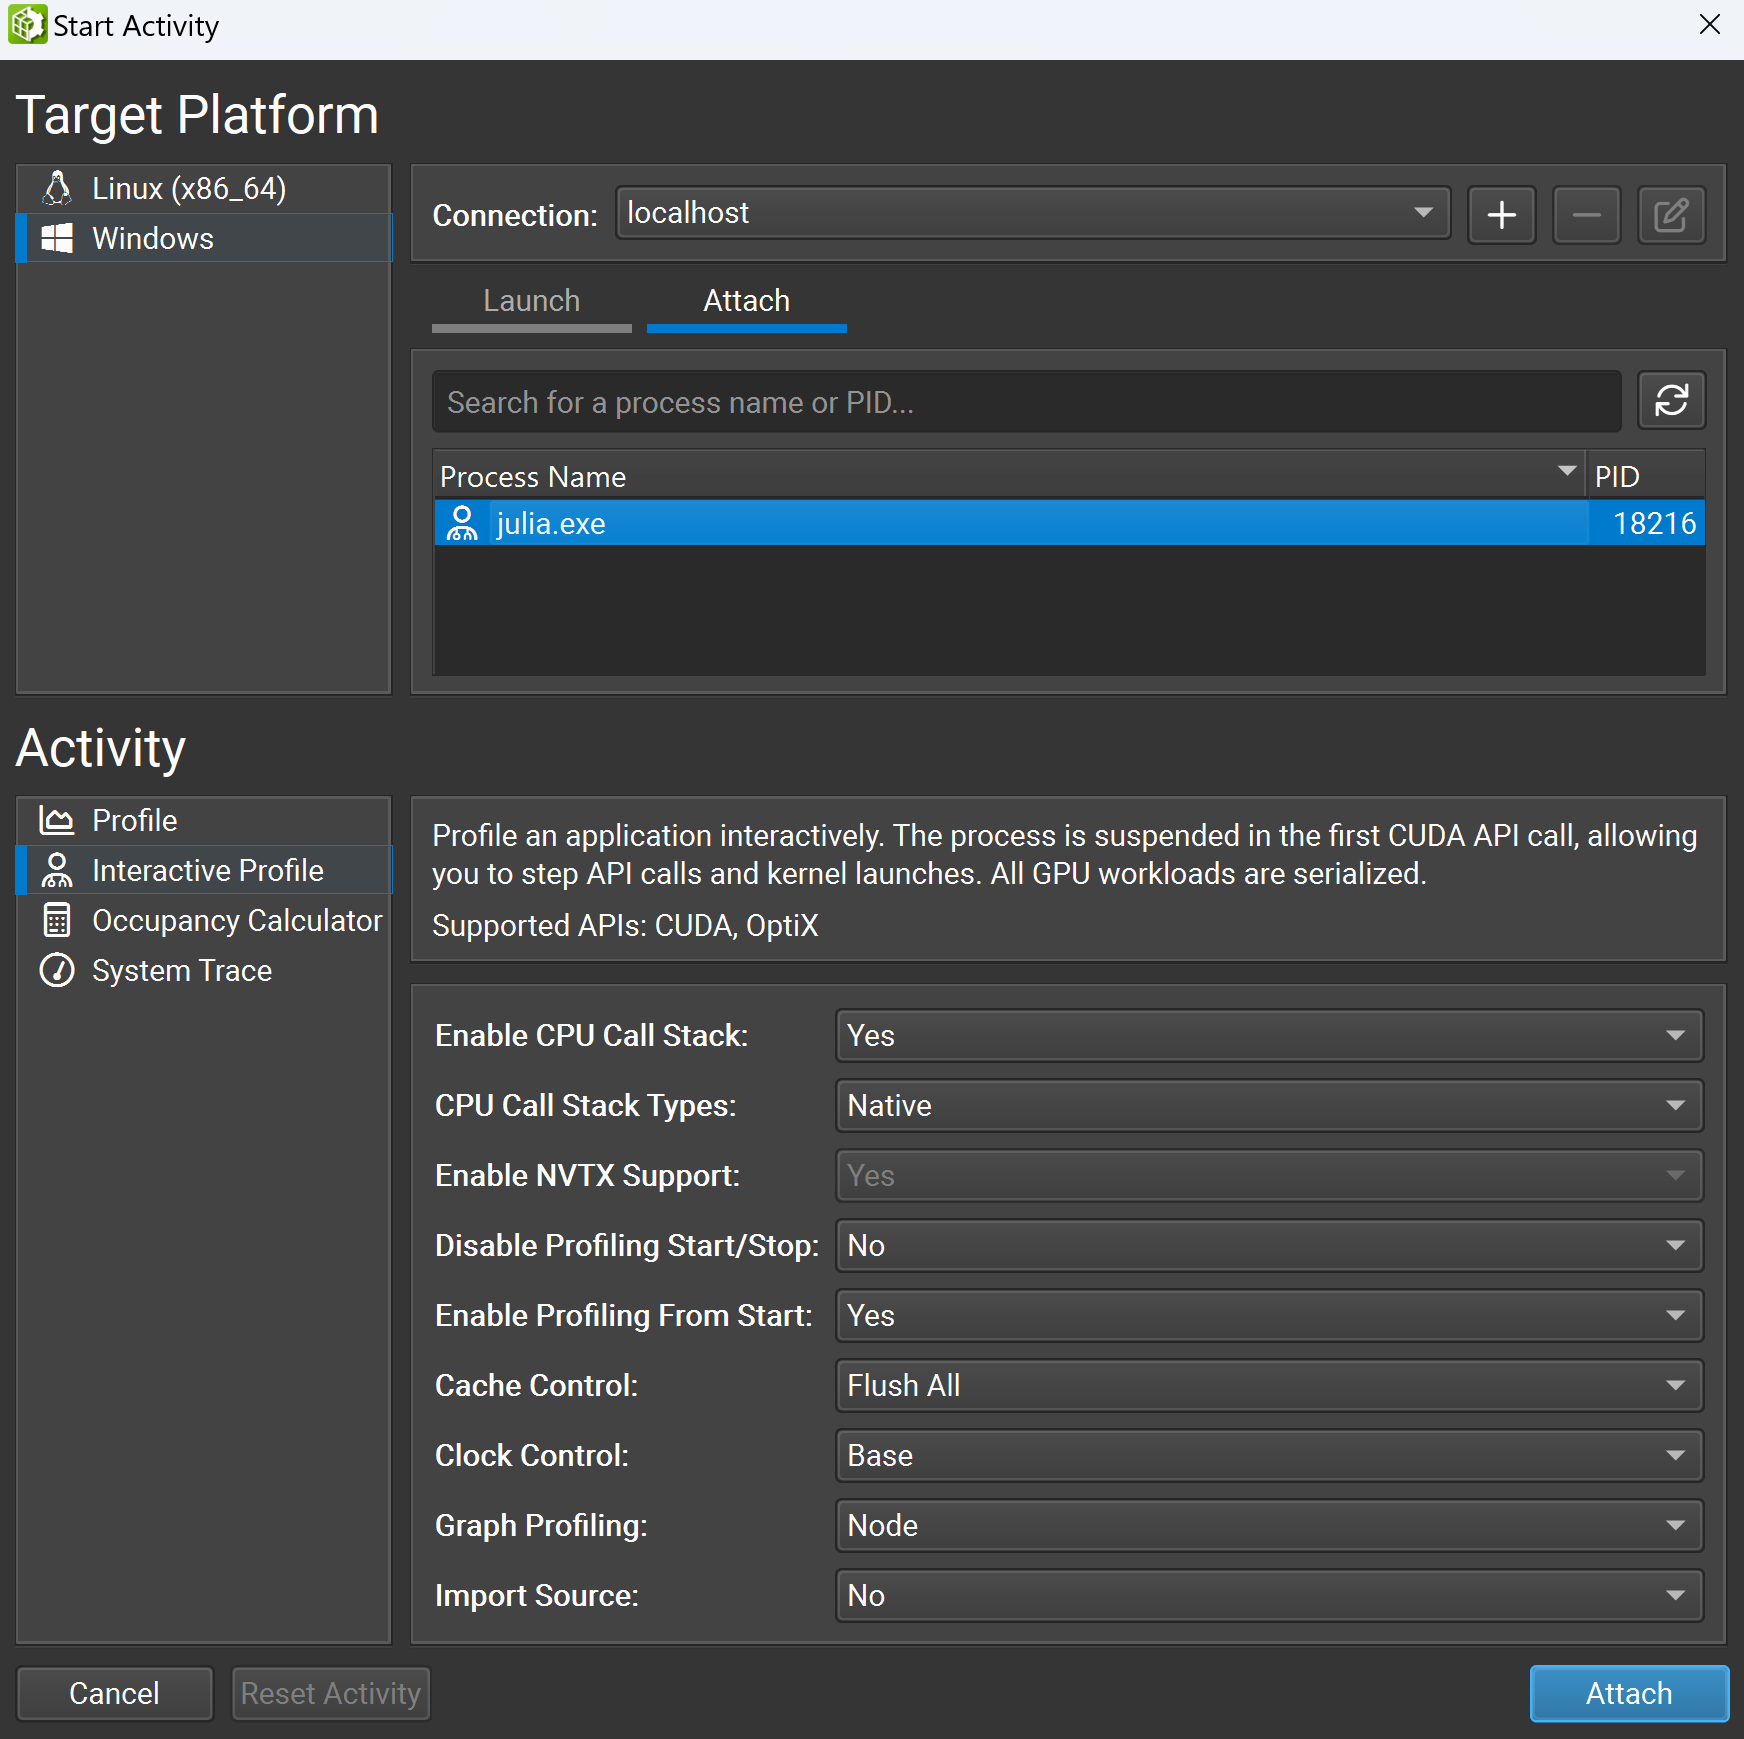 Start Activity
Target Platform
Linux (x86_64)
Windows
Connection:
localhost
Launch
Attach
Search for a process name or PID...
Process Name
PID
julia.exe
18216
Activity
Profile
Interactive Profile
Occupancy Calculator
System Trace
Profile an application interactively. The process is suspended in the first CUDA API call, allowing
you to step API calls and kernel launches. All GPU workloads are serialized.
Supported APIs: CUDA, OptiX
Enable CPU Call Stack:
Yes
CPU Call Stack Types:
Native
Enable NVTX Support:
Yes
Disable Profiling Start/Stop:
No
Enable Profiling From Start:
Yes
Cache Control:
Flush All
Clock Control:
Base
Graph Profiling:
Node
Import Source:
No
Cancel
Reset Activity
Attach